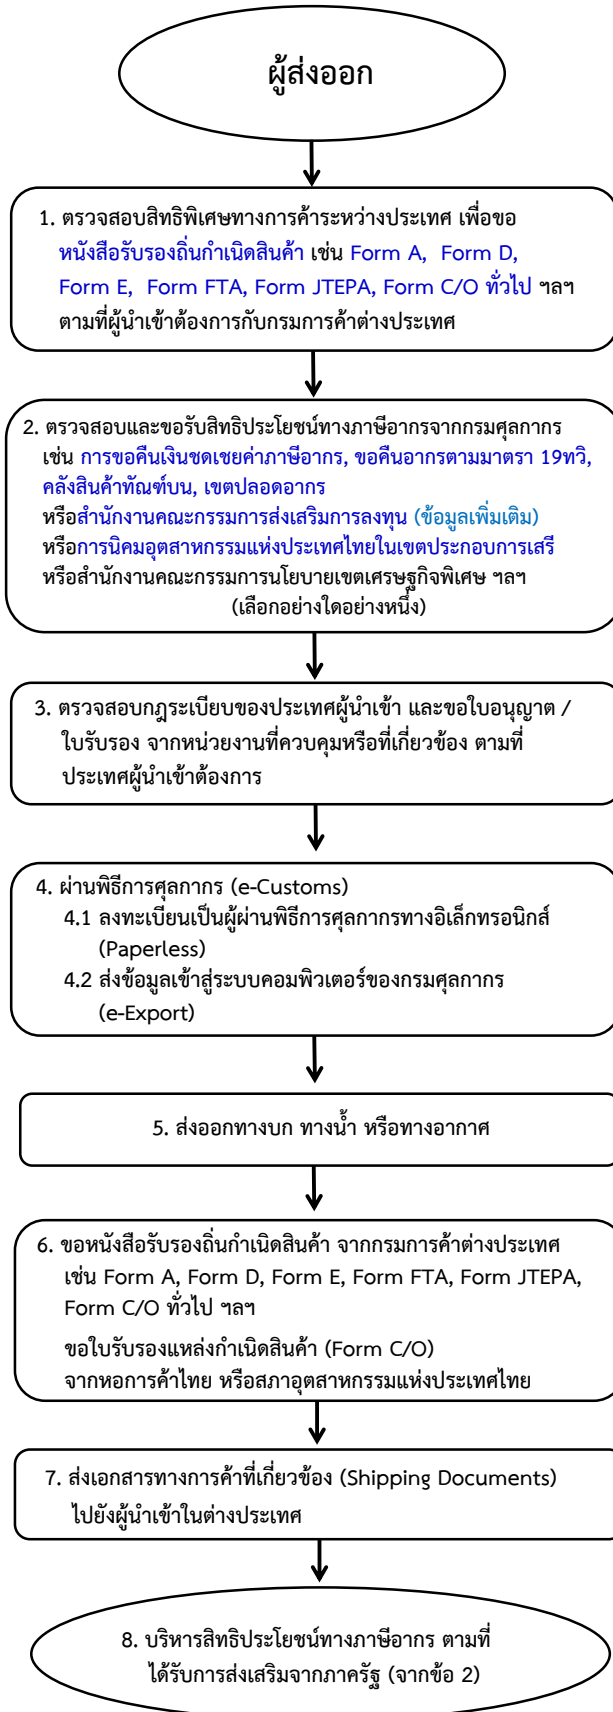 ผู้ส่งออก
1. ตรวจสอบสิทธิพิเศษทางการค้าระหว่างประเทศ เพื่อขอ
หนังสือรับรองถิ่นกำเนิดสินค้า เช่น Form A, Form D,
Form E, Form FTA, Form JTEPA, Form C/O ทั่วไป ฯลฯ
ตามที่ผู้นำเข้าต้องการกับกรมการค้าต่างประเทศ
2. ตรวจสอบและขอรับสิทธิประโยชน์ทางภาษีอากรจากกรมศุลกากร
เช่น การขอคืนเงินชดเชยค่าภาษีอากร, ขอคืนอากรตามมาตรา 19ทวิ,
คลังสินค้าทัณฑ์บน, เขตปลอดอากร
หรือสำนักงานคณะกรรมการส่งเสริมการลงทุน (ข้อมูลเพิ่มเติม)
หรือการนิคมอุตสาหกรรมแห่งประเทศไทยในเขตประกอบการเสรี
หรือสำนักงานคณะกรรมการนโยบายเขตเศรษฐกิจพิเศษ ฯลฯ
(เลือกอย่างใดอย่างหนึ่ง)
3. ตรวจสอบกฎระเบียบของประเทศผู้นำเข้า และขอใบอนุญาต /
ใบรับรอง จากหน่วยงานที่ควบคุมหรือที่เกี่ยวข้อง ตามที่
ประเทศผู้นำเข้าต้องการ
4. ผ่านพิธีการศุลกากร (e-Customs)
4.1 ลงทะเบียนเป็นผู้ผ่านพิธีการศุลกากรทางอิเล็กทรอนิกส์
(Paperless)
4.2 ส่งข้อมูลเข้าสู่ระบบคอมพิวเตอร์ของกรมศุลกากร
(e-Export)
5. ส่งออกทางบก ทางน้ำ หรือทางอากาศ
6. ขอหนังสือรับรองถิ่นกำเนิดสินค้า จากกรมการค้าต่างประเทศ
เช่น Form A, Form D, Form E, Form FTA, Form JTEPA,
Form C/O ทั่วไป ฯลฯ
ขอใบรับรองแหล่งกำเนิดสินค้า (Form C/O)
จากหอการค้าไทย หรือสภาอุตสาหกรรมแห่งประเทศไทย
7. ส่งเอกสารทางการค้าที่เกี่ยวข้อง (Shipping Documents)
ไปยังผู้นำเข้าในต่างประเทศ
8. บริหารสิทธิประโยชน์ทางภาษีอากร ตามที่
ได้รับการส่งเสริมจากภาครัฐ (จากข้อ 2)